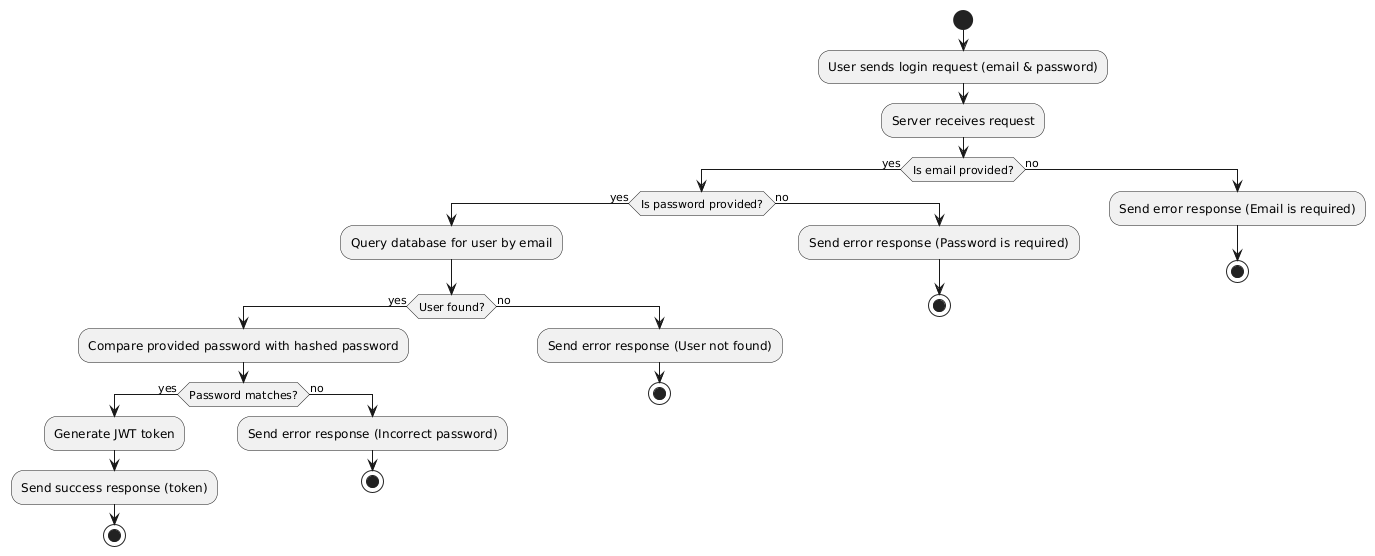 User sends login request (email & password)
Server receives request
yes
Is email provided?
no
yes
Is password provided?
no
Send error response (Email is required)
Query database for user by email
Send error response (Password is required)
yes
User found?
no
Compare provided password with hashed password
Send error response (User not found)
yes
Password matches?
no
Generate JWT token
Send error response (Incorrect password)
Send success response (token)